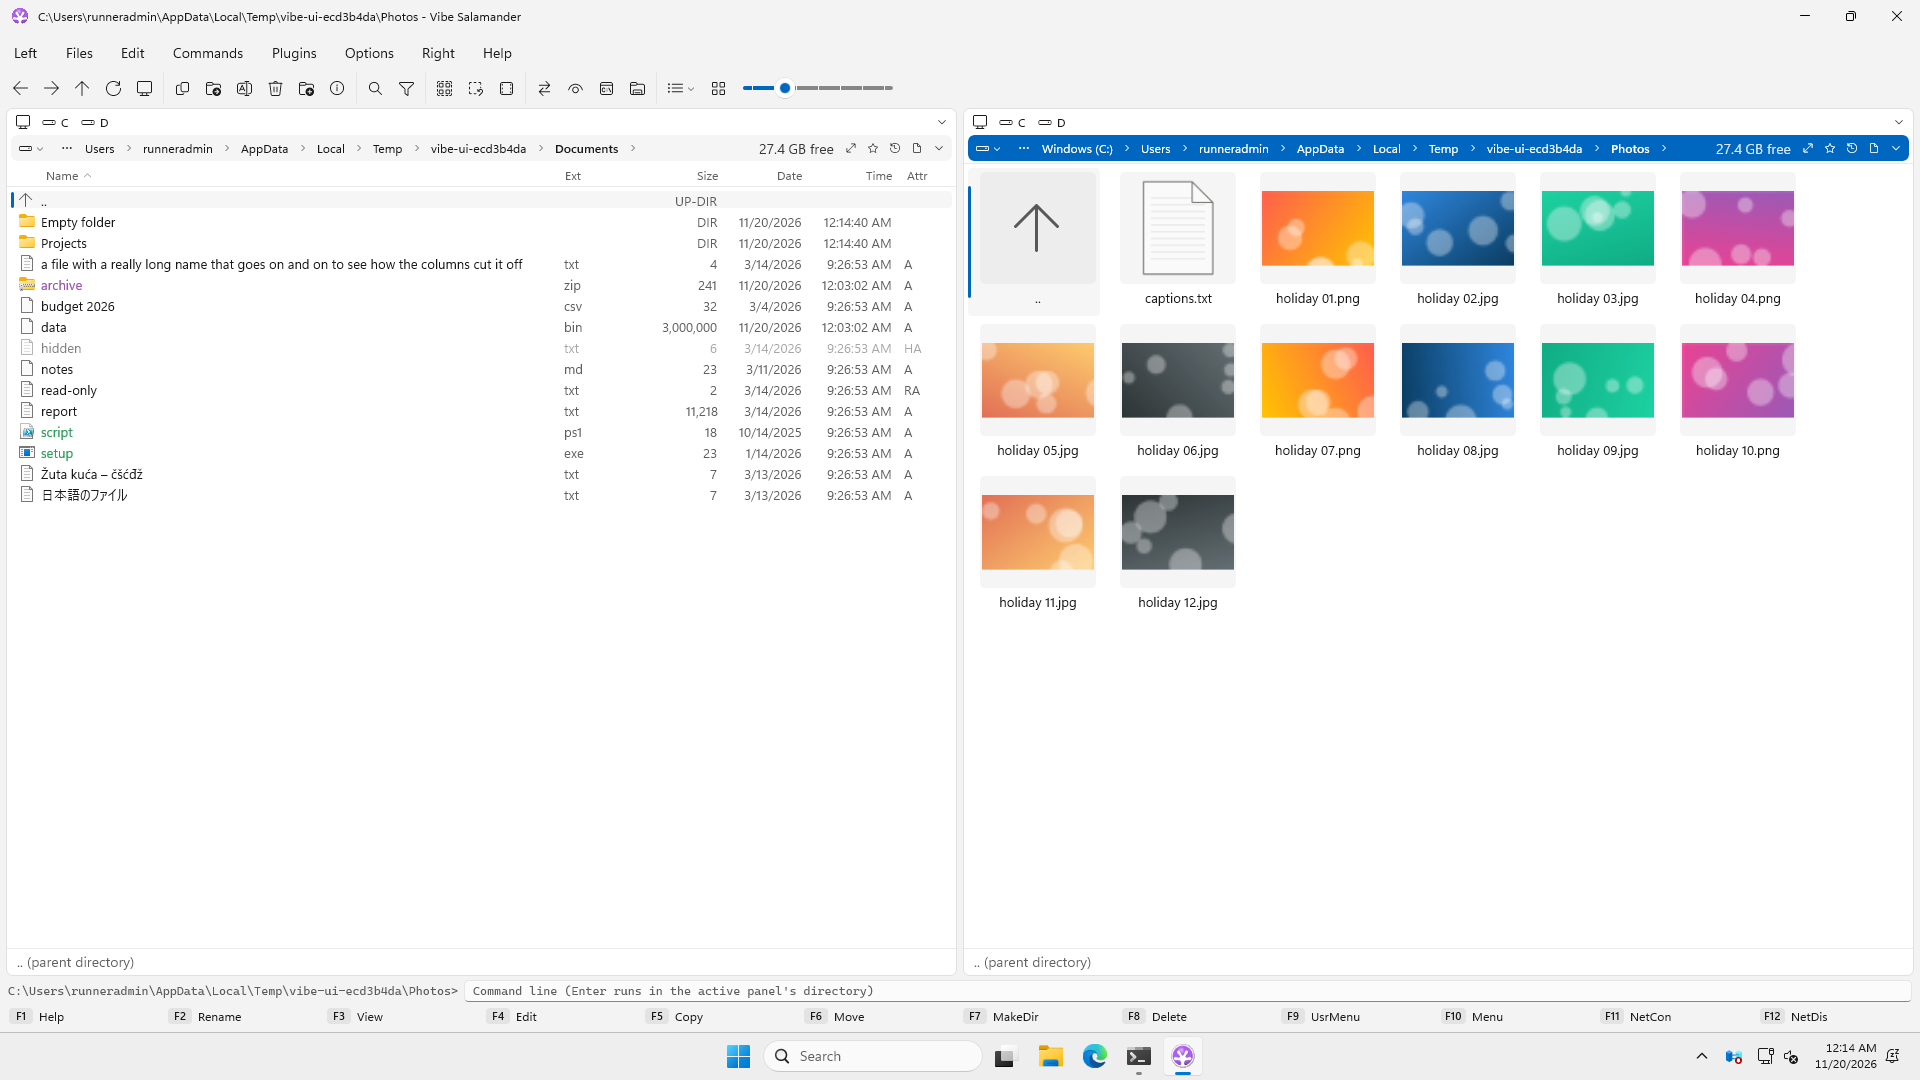 C:\Users\runneradmin\AppData\Local\Temp\vibe-ui-ecd3b4da\Photos - Vibe Salamander
Left Files Edit Commands Plugins Options Right Help
C D
Users runneradmin AppData Local Temp vibe-ui-ecd3b4da Documents 27.4 GB free
Name Ext Size Date Time Attr
.. UP-DIR
Empty folder DIR 11/20/2026 12:14:40 AM
Projects DIR 11/20/2026 12:14:40 AM
a file with a really long name that goes on and on to see how the columns cut it off txt 4 3/14/2026 9:26:53 AM A
archive zip 241 11/20/2026 12:03:02 AM A
budget 2026 csv 32 3/4/2026 9:26:53 AM A
data bin 3,000,000 11/20/2026 12:03:02 AM A
hidden txt 6 3/14/2026 9:26:53 AM HA
notes md 23 3/11/2026 9:26:53 AM A
read-only txt 2 3/14/2026 9:26:53 AM RA
report txt 11,218 3/14/2026 9:26:53 AM A
script ps1 18 10/14/2025 9:26:53 AM A
setup exe 23 1/14/2026 9:26:53 AM A
Žuta kuća – čšćđž txt 7 3/13/2026 9:26:53 AM A
日本語のファイル txt 7 3/13/2026 9:26:53 AM A
.. (parent directory)
C D
Windows (C:) Users runneradmin AppData Local Temp vibe-ui-ecd3b4da Photos 27.4 GB free
.. captions.txt holiday 01.png holiday 02.jpg holiday 03.jpg holiday 04.png
holiday 05.jpg holiday 06.jpg holiday 07.png holiday 08.jpg holiday 09.jpg holiday 10.png
holiday 11.jpg holiday 12.jpg
.. (parent directory)
C:\Users\runneradmin\AppData\Local\Temp\vibe-ui-ecd3b4da\Photos> Command line (Enter runs in the active panel's directory)
F1 Help F2 Rename F3 View F4 Edit F5 Copy F6 Move F7 MakeDir F8 Delete F9 UsrMenu F10 Menu F11 NetCon F12 NetDis
Search
12:14 AM
11/20/2026